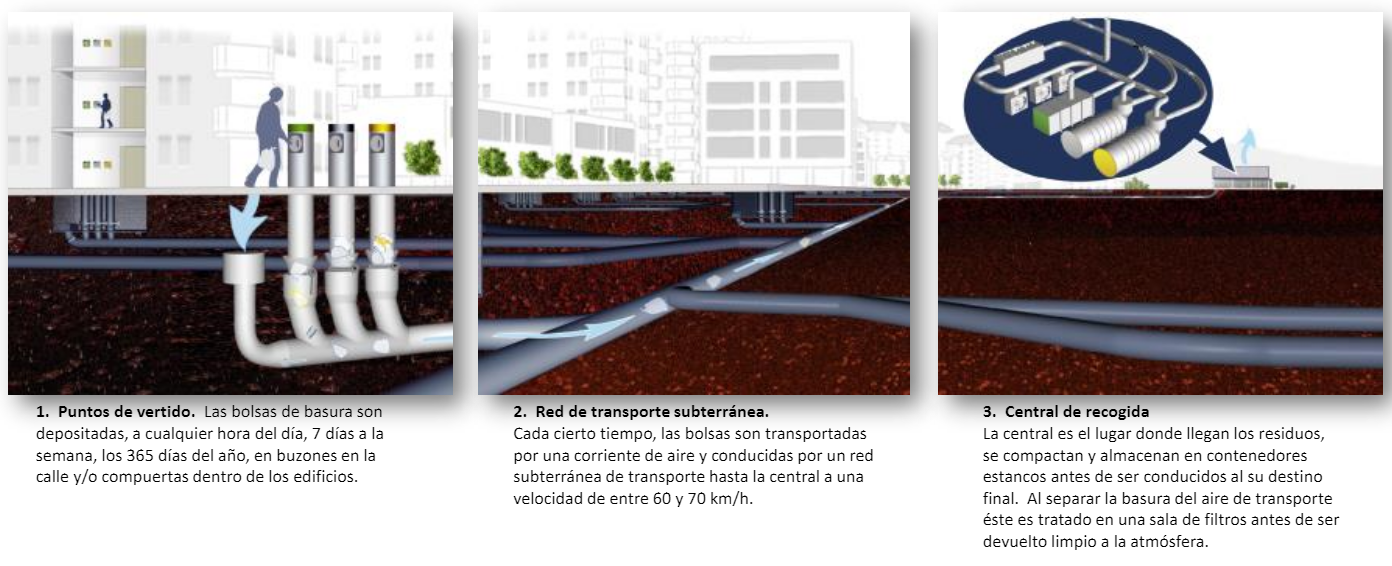 1. Puntos de vertido. Las bolsas de basura son
depositadas, a cualquier hora del día, 7 días a la
semana, los 365 días del año, en buzones en la
calle y/o compuertas dentro de los edificios.
2. Red de transporte subterránea.
Cada cierto tiempo, las bolsas son transportadas
por una corriente de aire y conducidas por un red
subterránea de transporte hasta la central a una
velocidad de entre 60 y 70 km/h.
3. Central de recogida
La central es el lugar donde llegan los residuos,
se compactan y almacenan en contenedores
estancos antes de ser conducidos al su destino
final. Al separar la basura del aire de transporte
éste es tratado en una sala de filtros antes de ser
devuelto limpio a la atmósfera.